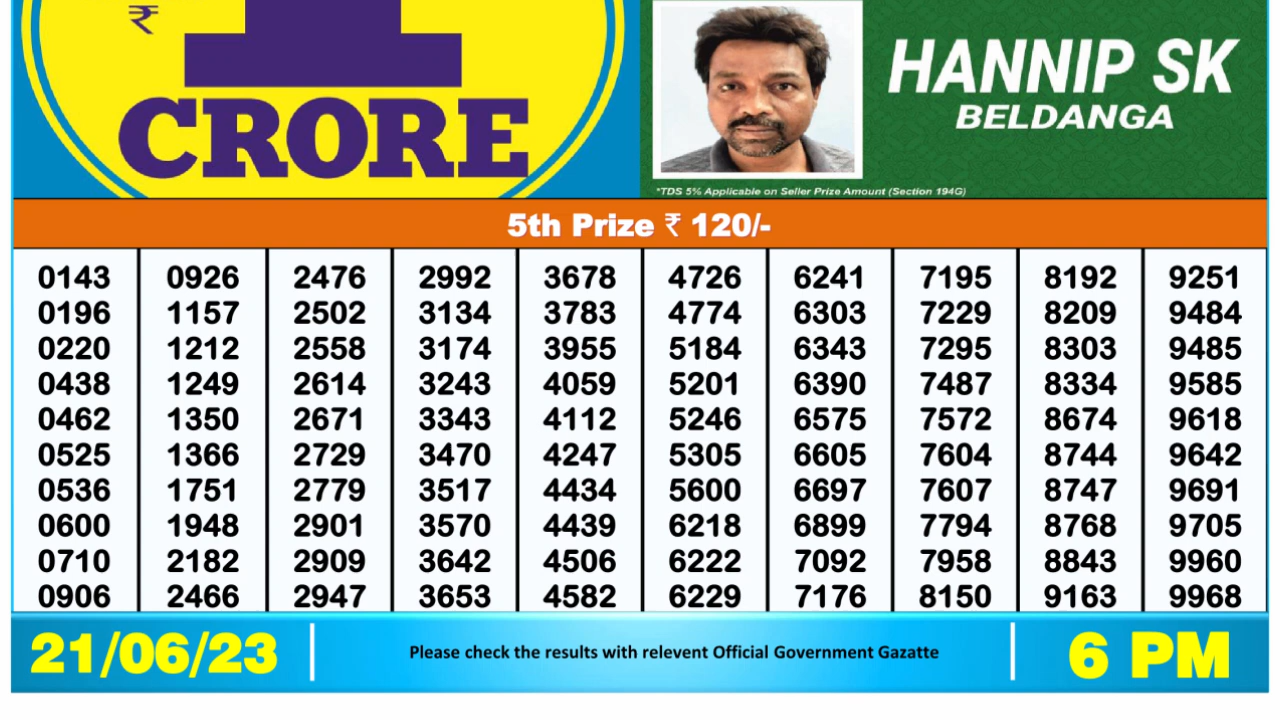 ₹
1
CRORE
HANNIP SK
BELDANGA
*TDS 5% Applicable on Seller Prize Amount (Section 194G)
5th Prize ₹ 120/-
0143 0926 2476 2992 3678 4726 6241 7195 8192 9251
0196 1157 2502 3134 3783 4774 6303 7229 8209 9484
0220 1212 2558 3174 3955 5184 6343 7295 8303 9485
0438 1249 2614 3243 4059 5201 6390 7487 8334 9585
0462 1350 2671 3343 4112 5246 6575 7572 8674 9618
0525 1366 2729 3470 4247 5305 6605 7604 8744 9642
0536 1751 2779 3517 4434 5600 6697 7607 8747 9691
0600 1948 2901 3570 4439 6218 6899 7794 8768 9705
0710 2182 2909 3642 4506 6222 7092 7958 8843 9960
0906 2466 2947 3653 4582 6229 7176 8150 9163 9968
21/06/23
Please check the results with relevent Official Government Gazatte
6 PM